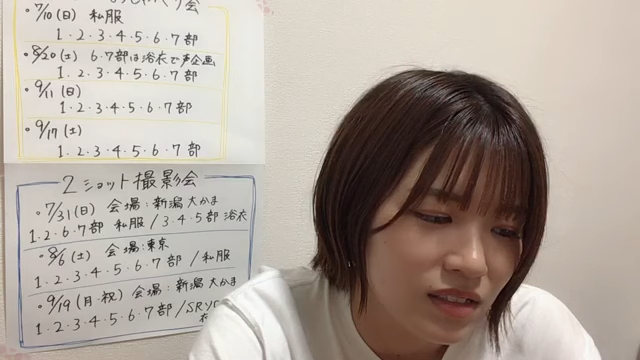 会
・7/10(日) 私服
1・2・3・4・5・6・7部
・8/20(土) 6・7部は浴衣で声企画
1・2・3・4・5・6・7部
・9/11(日)
1・2・3・4・5・6・7部
・9/17(土)
1・2・3・4・5・6・7部
2ショット撮影会
・7/31(日) 会場:新潟 大かま
1・2・6・7部 私服/3・4・5部 浴衣
・8/6(土) 会場:東京
1・2・3・4・5・6・7部/私服
・9/19(月・祝) 会場:新潟 大かま
1・2・3・4・5・6・7部/